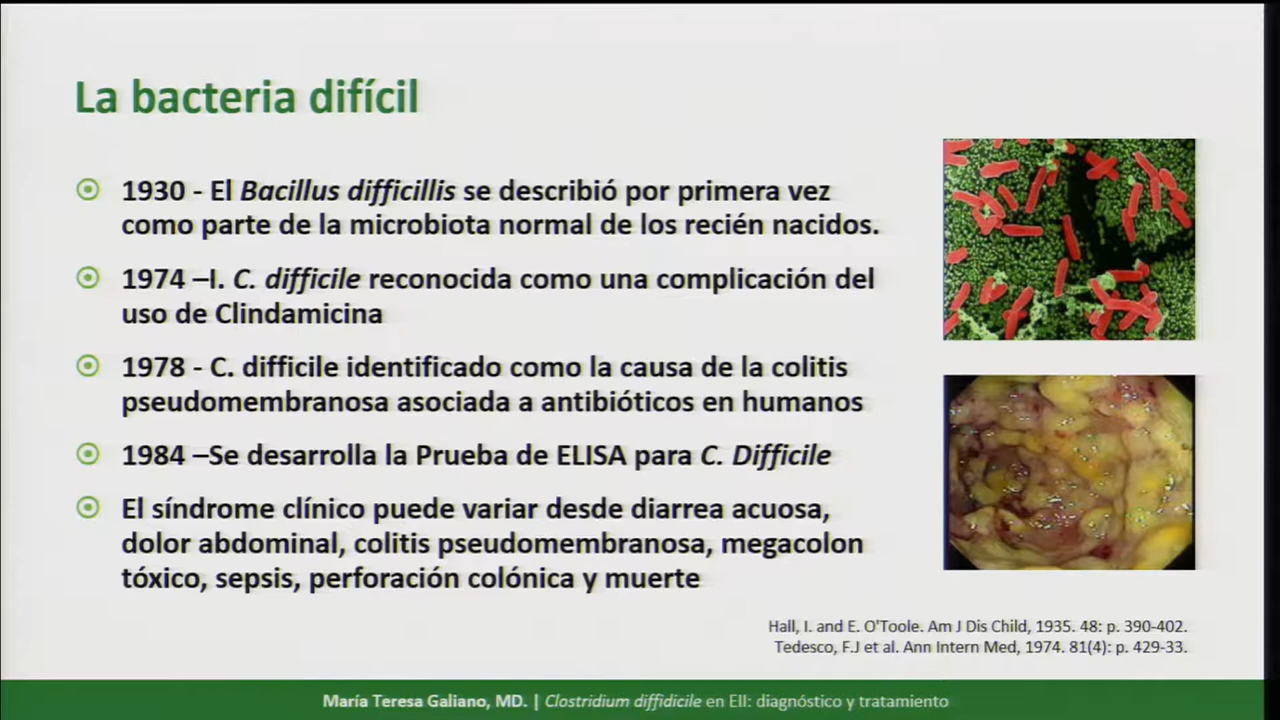 La bacteria difícil
1930 - El Bacillus difficillis se describió por primera vez
como parte de la microbiota normal de los recién nacidos.
1974 –I. C. difficile reconocida como una complicación del
uso de Clindamicina
1978 - C. difficile identificado como la causa de la colitis
pseudomembranosa asociada a antibióticos en humanos
1984 –Se desarrolla la Prueba de ELISA para C. Difficile
El síndrome clínico puede variar desde diarrea acuosa,
dolor abdominal, colitis pseudomembranosa, megacolon
tóxico, sepsis, perforación colónica y muerte
Hall, I. and E. O'Toole. Am J Dis Child, 1935. 48: p. 390-402.
Tedesco, F.J et al. Ann Intern Med, 1974. 81(4): p. 429-33.
María Teresa Galiano, MD. | Clostridium diffidicile en EII: diagnóstico y tratamiento